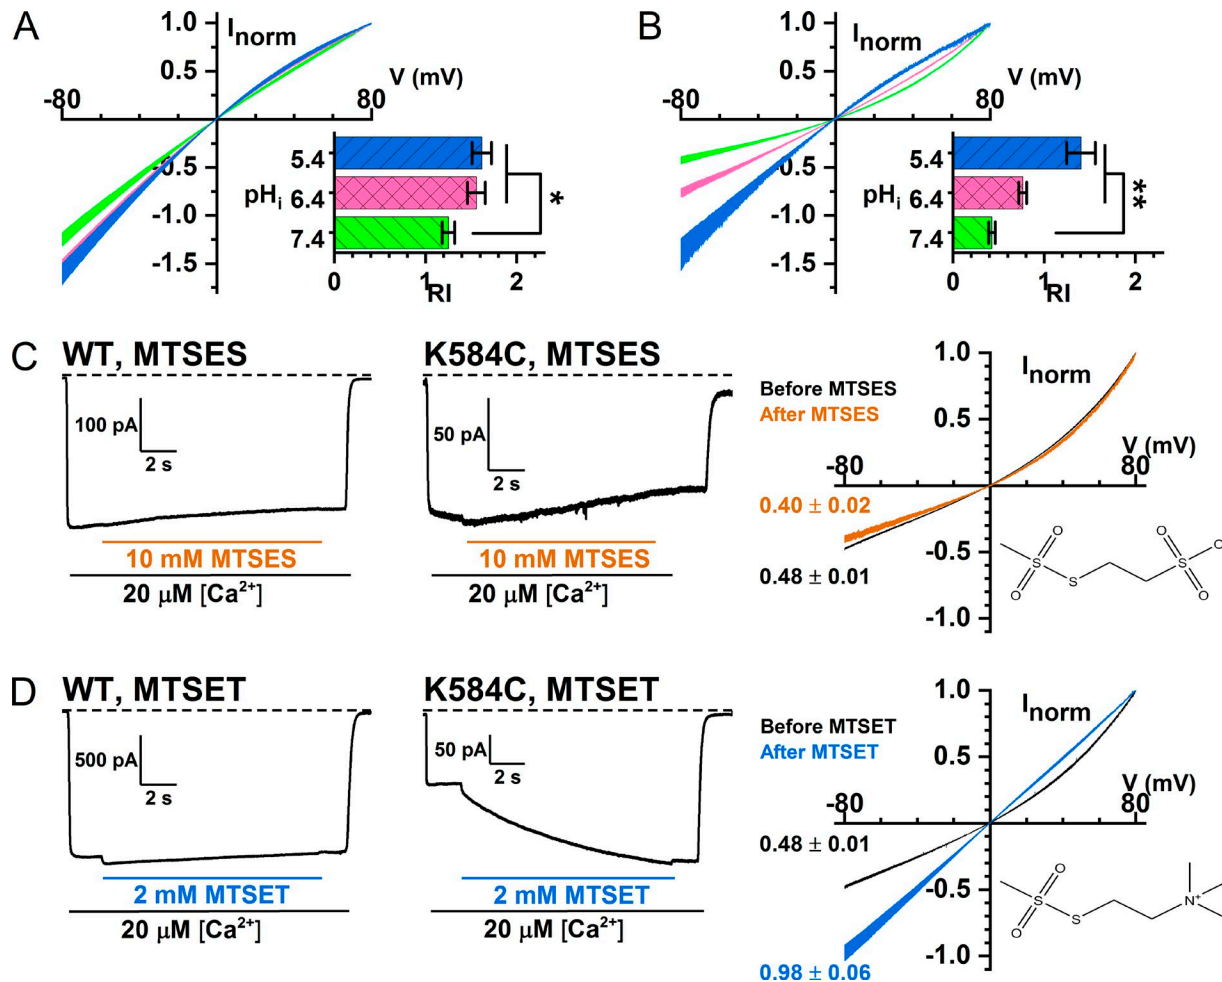 A
I norm
V (mV)
-80
80
1.0
0.5
-0.5
-1.0
-1.5
pHi
5.4
6.4
7.4
*
0
1
2
RI
B
I norm
V (mV)
-80
80
1.0
0.5
-0.5
-1.0
-1.5
pHi
5.4
6.4
7.4
**
0
1
2
RI
C
WT, MTSES
100 pA
2 s
10 mM MTSES
20 μM [Ca²⁺]
K584C, MTSES
50 pA
2 s
10 mM MTSES
20 μM [Ca²⁺]
Before MTSES
After MTSES
I norm
V (mV)
-80
80
1.0
0.5
-0.5
-1.0
0.40 ± 0.02
0.48 ± 0.01
O
S
O
S
O
S
O
O
D
WT, MTSET
500 pA
2 s
2 mM MTSET
20 μM [Ca²⁺]
K584C, MTSET
50 pA
2 s
2 mM MTSET
20 μM [Ca²⁺]
Before MTSET
After MTSET
I norm
V (mV)
-80
80
1.0
0.5
-0.5
-1.0
0.48 ± 0.01
0.98 ± 0.06
O
S
O
S
N⁺